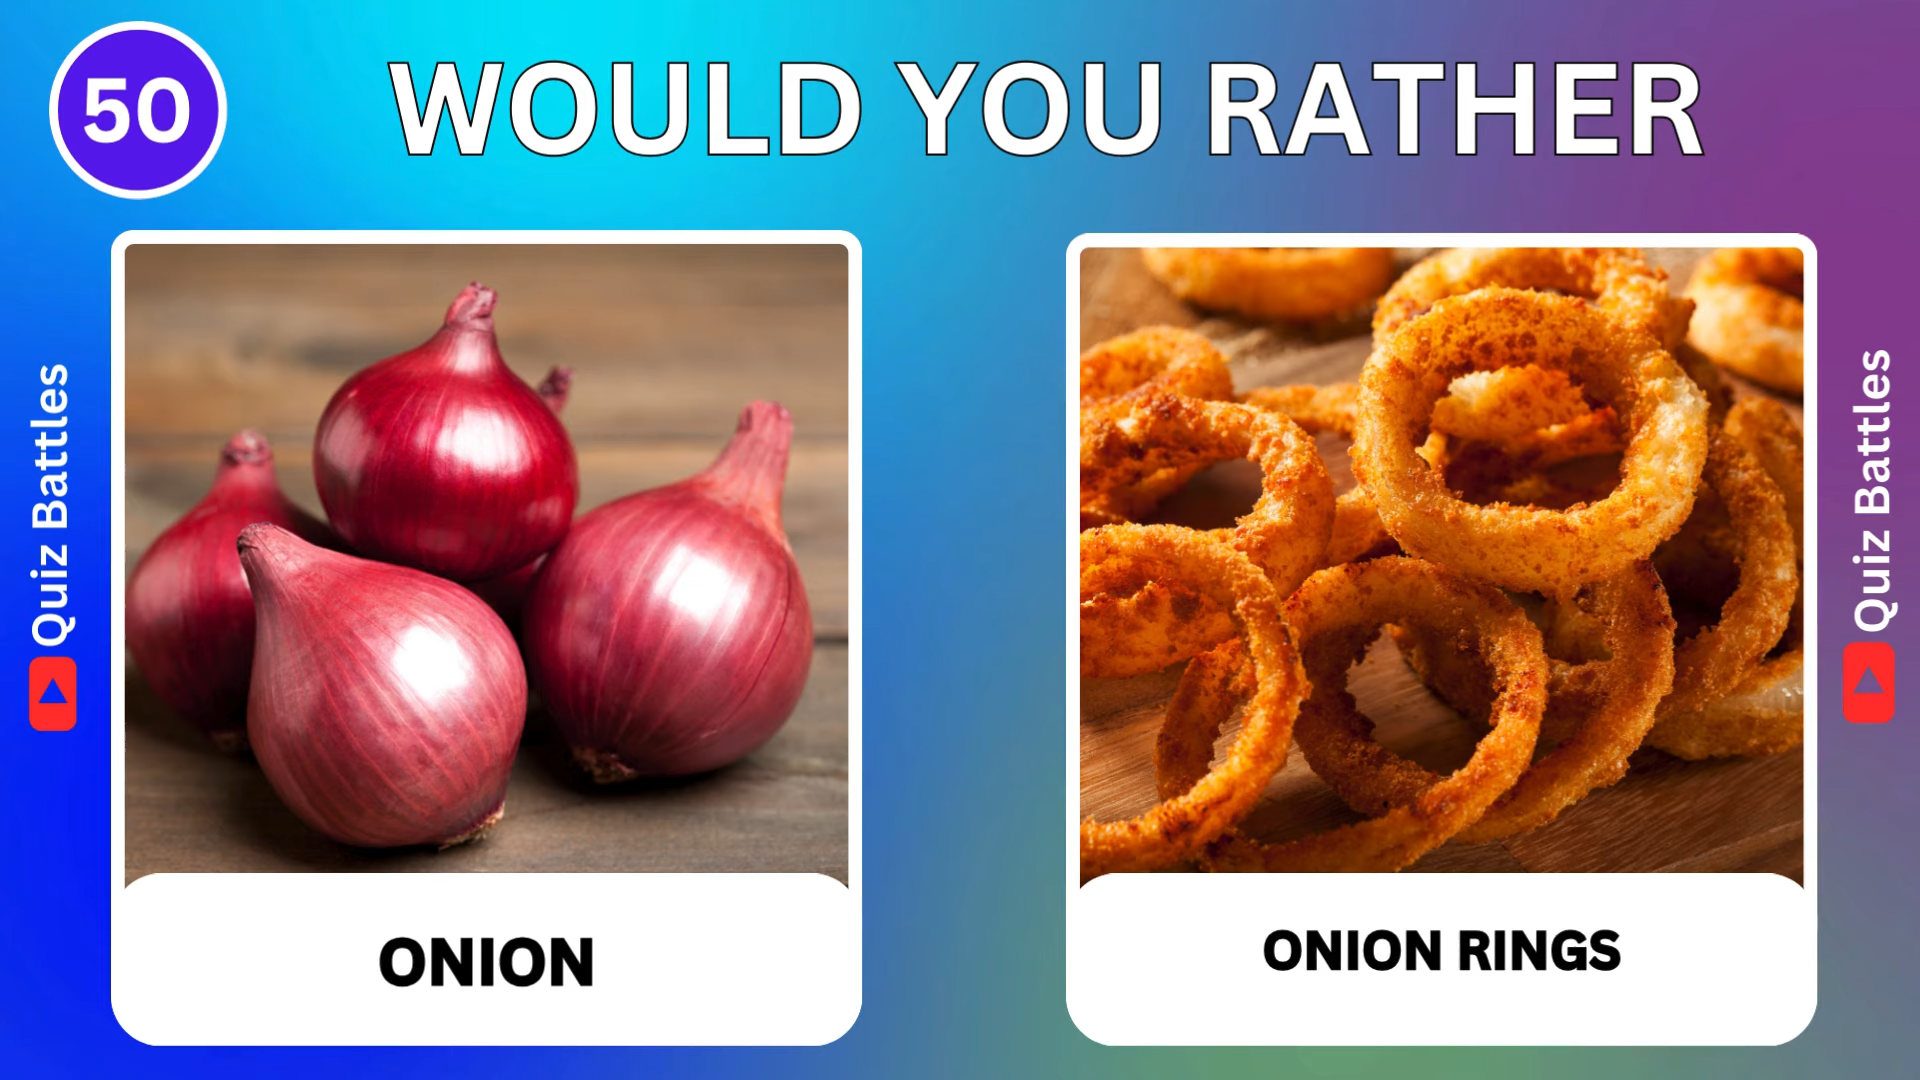 50
WOULD YOU RATHER
Quiz Battles
Quiz Battles
ONION
ONION RINGS